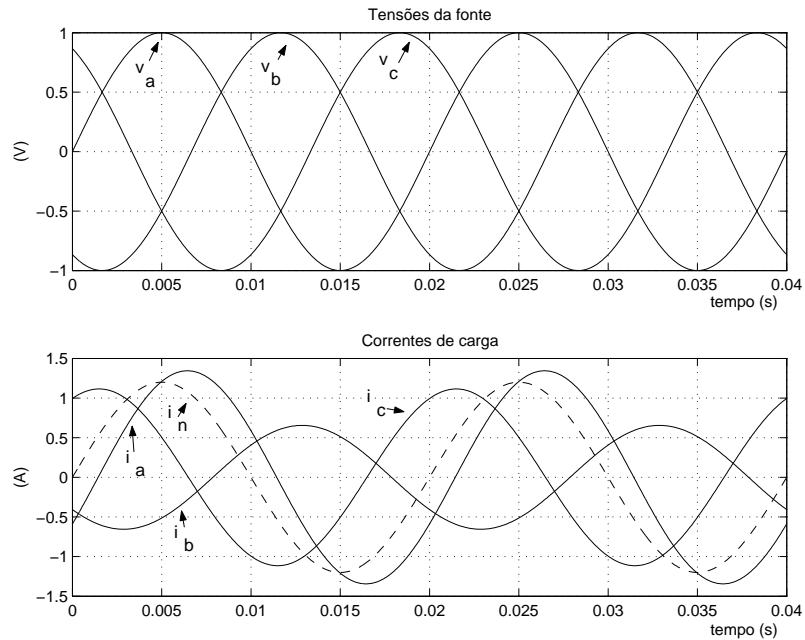 Tensões da fonte
1
0.5
0
−0.5
−1
(V)
v a
v b
v c
0 0.005 0.01 0.015 0.02 0.025 0.03 0.035 0.04
tempo (s)
Correntes de carga
1.5
1
0.5
0
−0.5
−1
−1.5
(A)
i a
i n
i b
i c
0 0.005 0.01 0.015 0.02 0.025 0.03 0.035 0.04
tempo (s)